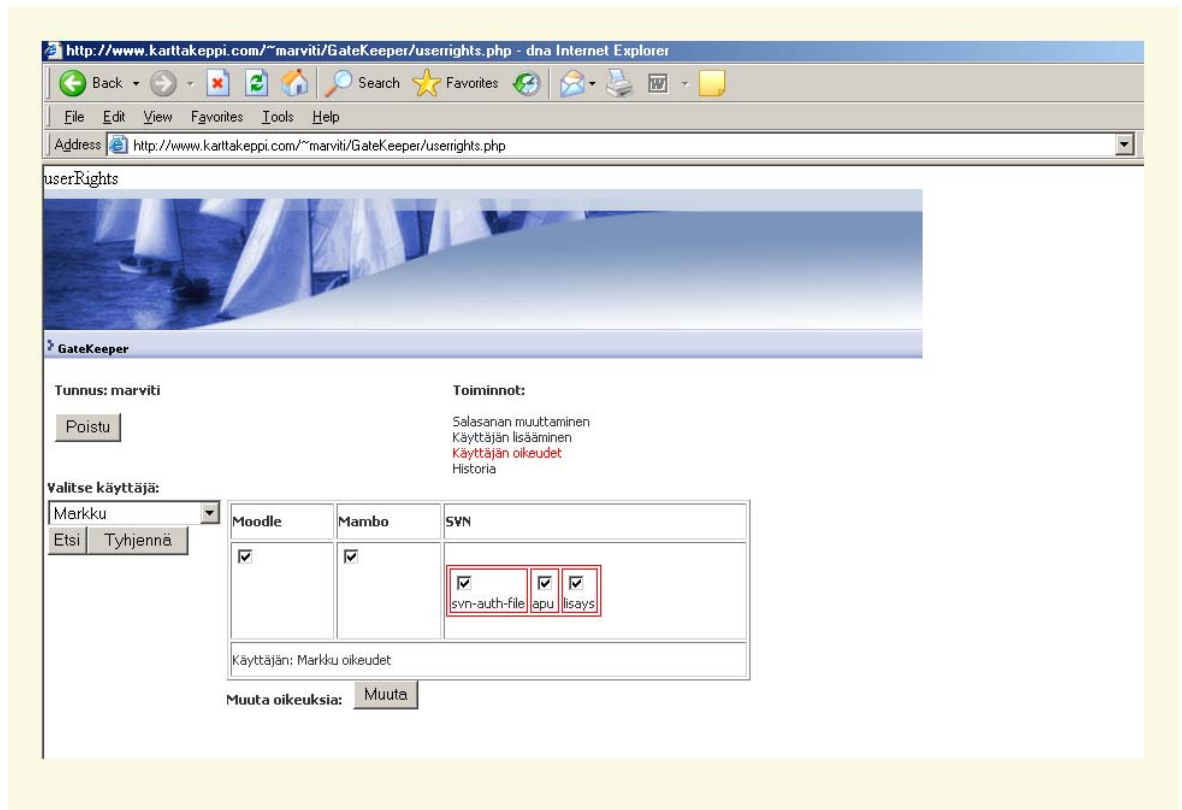 http://www.karttakeppi.com/~marviti/GateKeeper/userrights.php - dna Internet Explorer
Back Search Favorites
File Edit View Favorites Tools Help
Address http://www.karttakeppi.com/~marviti/GateKeeper/userrights.php
userRights
GateKeeper
Tunnus: marviti
Poistu
Toiminnot:
Salasanan muuttaminen
Käyttäjän lisääminen
Käyttäjän oikeudet
Historia
Valitse käyttäjä:
Markku
Etsi Tyhjennä
Moodle Mambo SVN
svn-auth-file apu lisays
Käyttäjän: Markku oikeudet
Muuta oikeuksia: Muuta